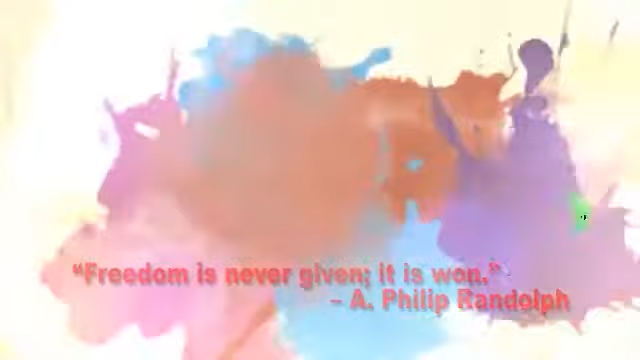 “Freedom is never given; it is won.”
– A. Philip Randolph